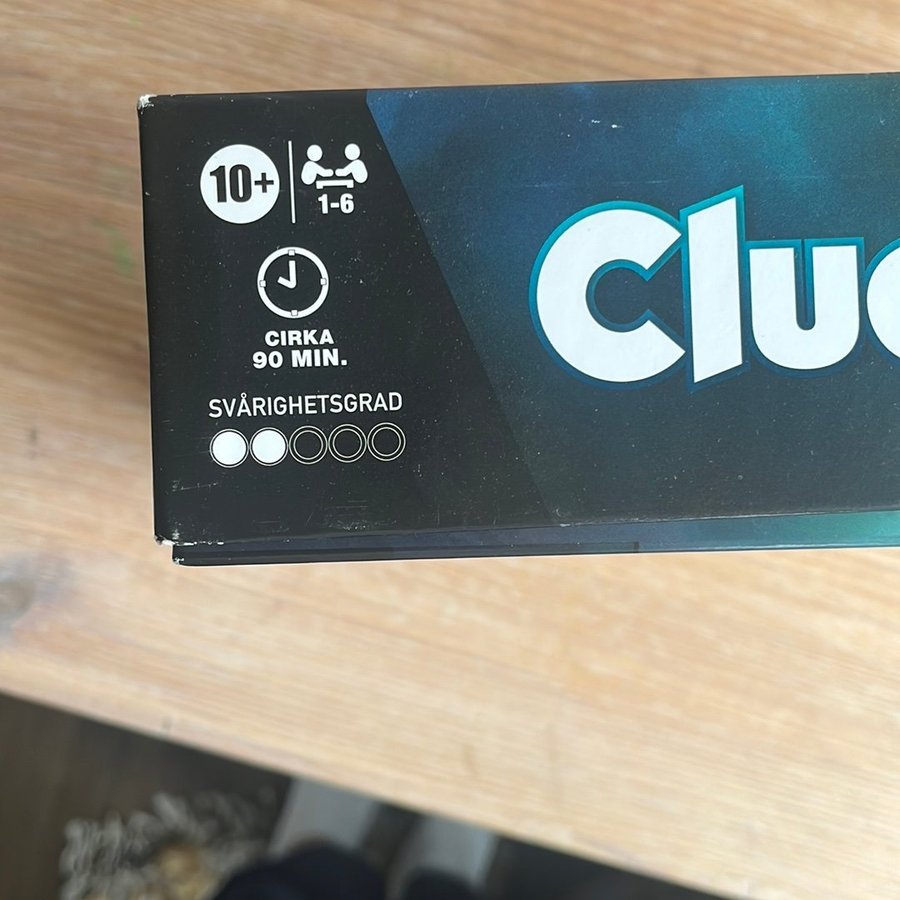 10+
1-6
CIRKA
90 MIN.
SVÅRIGHETSGRAD
Clu